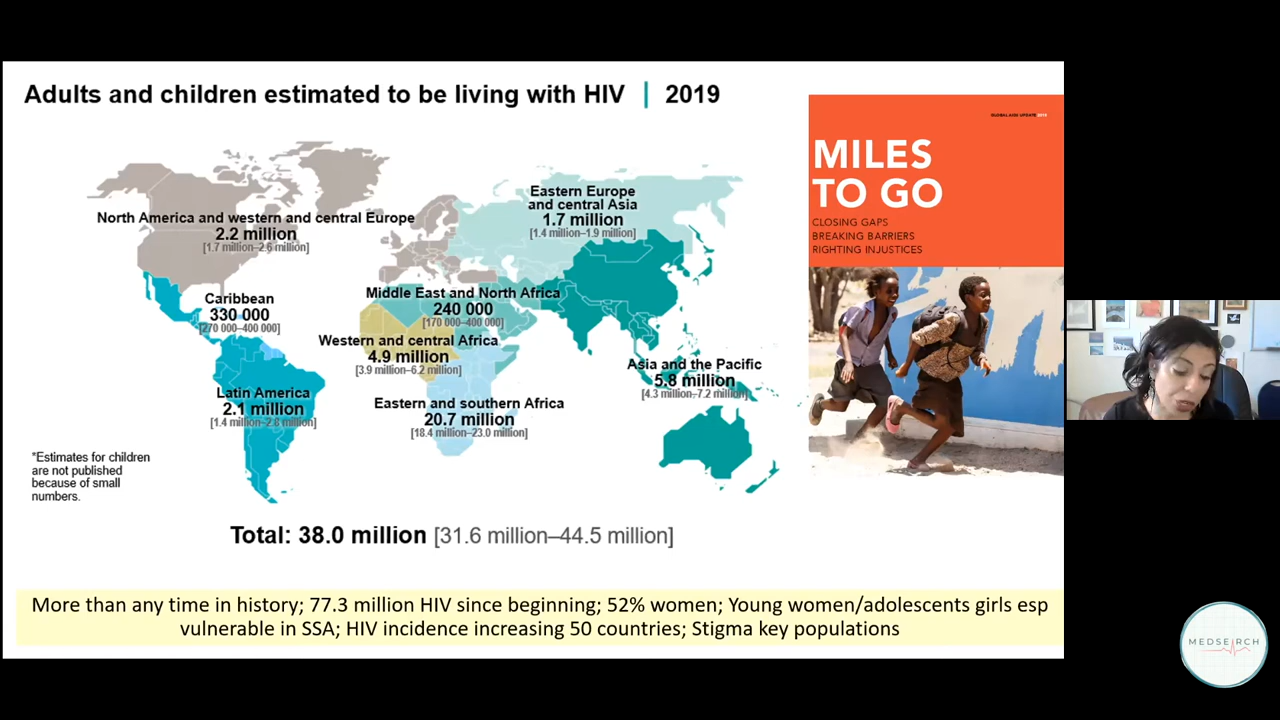 Adults and children estimated to be living with HIV | 2019
GLOBAL AIDS UPDATE 2018
MILES
TO GO
CLOSING GAPS
BREAKING BARRIERS
RIGHTING INJUSTICES
Eastern Europe
and central Asia
1.7 million
[1.4 million–1.9 million]
North America and western and central Europe
2.2 million
[1.7 million–2.6 million]
Middle East and North Africa
240 000
[170 000–400 000]
Caribbean
330 000
[270 000–400 000]
Western and central Africa
4.9 million
[3.9 million–6.2 million]
Asia and the Pacific
5.8 million
[4.3 million–7.2 million]
Latin America
2.1 million
[1.4 million–2.8 million]
Eastern and southern Africa
20.7 million
[18.4 million–23.0 million]
*Estimates for children
are not published
because of small
numbers.
Total: 38.0 million [31.6 million–44.5 million]
More than any time in history; 77.3 million HIV since beginning; 52% women; Young women/adolescents girls esp
vulnerable in SSA; HIV incidence increasing 50 countries; Stigma key populations
MEDSEARCH